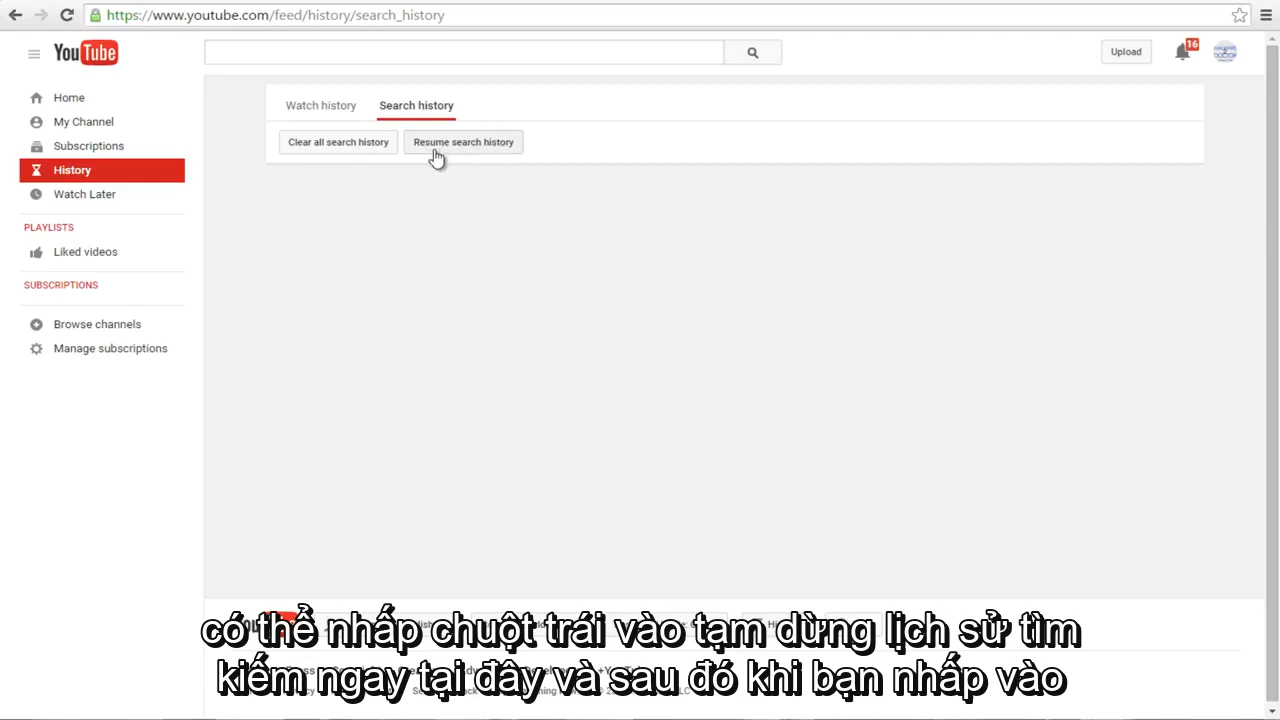 https://www.youtube.com/feed/history/search_history
YouTube
Upload
16
Home
My Channel
Subscriptions
History
Watch Later
PLAYLISTS
Liked videos
SUBSCRIPTIONS
Browse channels
Manage subscriptions
Watch history
Search history
Clear all search history
Resume search history
có thể nhấp chuột trái vào tạm dừng lịch sử tìm
kiếm ngay tại đây và sau đó khi bạn nhấp vào